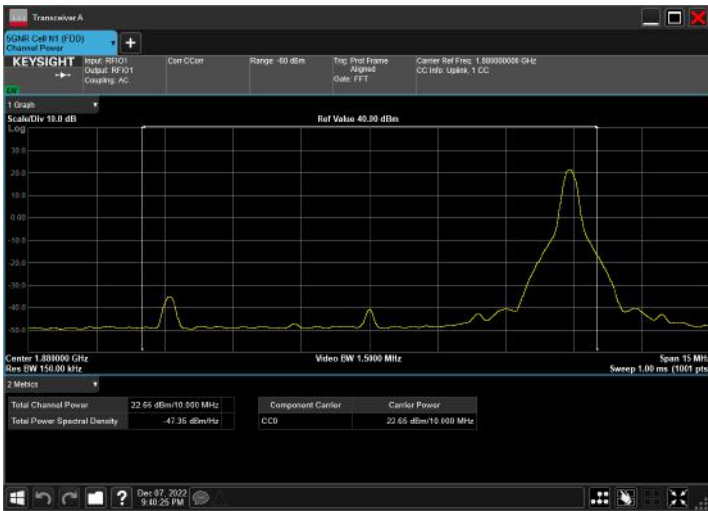 Transceiver A
5GNR Cell N1 (FDD)
Channel Power
KEYSIGHT
Input: RFIO1
Output: RFIO1
Coupling: AC
Corr CCorr
Range: -60 dBm
Trig: Prot Frame
Aligned
Gate: FFT
Carrier Ref Freq: 1.880000000 GHz
CC Info: Uplink, 1 CC
1 Graph
Scale/Div 10.0 dB
Ref Value 40.00 dBm
Log
30.0
20.0
10.0
0.00
-10.0
-20.0
-30.0
-40.0
-50.0
Center 1.880000 GHz
Video BW 1.5000 MHz
Span 15 MHz
Res BW 150.00 kHz
Sweep 1.00 ms (1001 pts
2 Metrics
Total Channel Power 22.65 dBm/10.000 MHz
Total Power Spectral Density -47.35 dBm/Hz
Component Carrier Carrier Power
CC0 22.65 dBm/10.000 MHz
Dec 07, 2022
9:40:25 PM